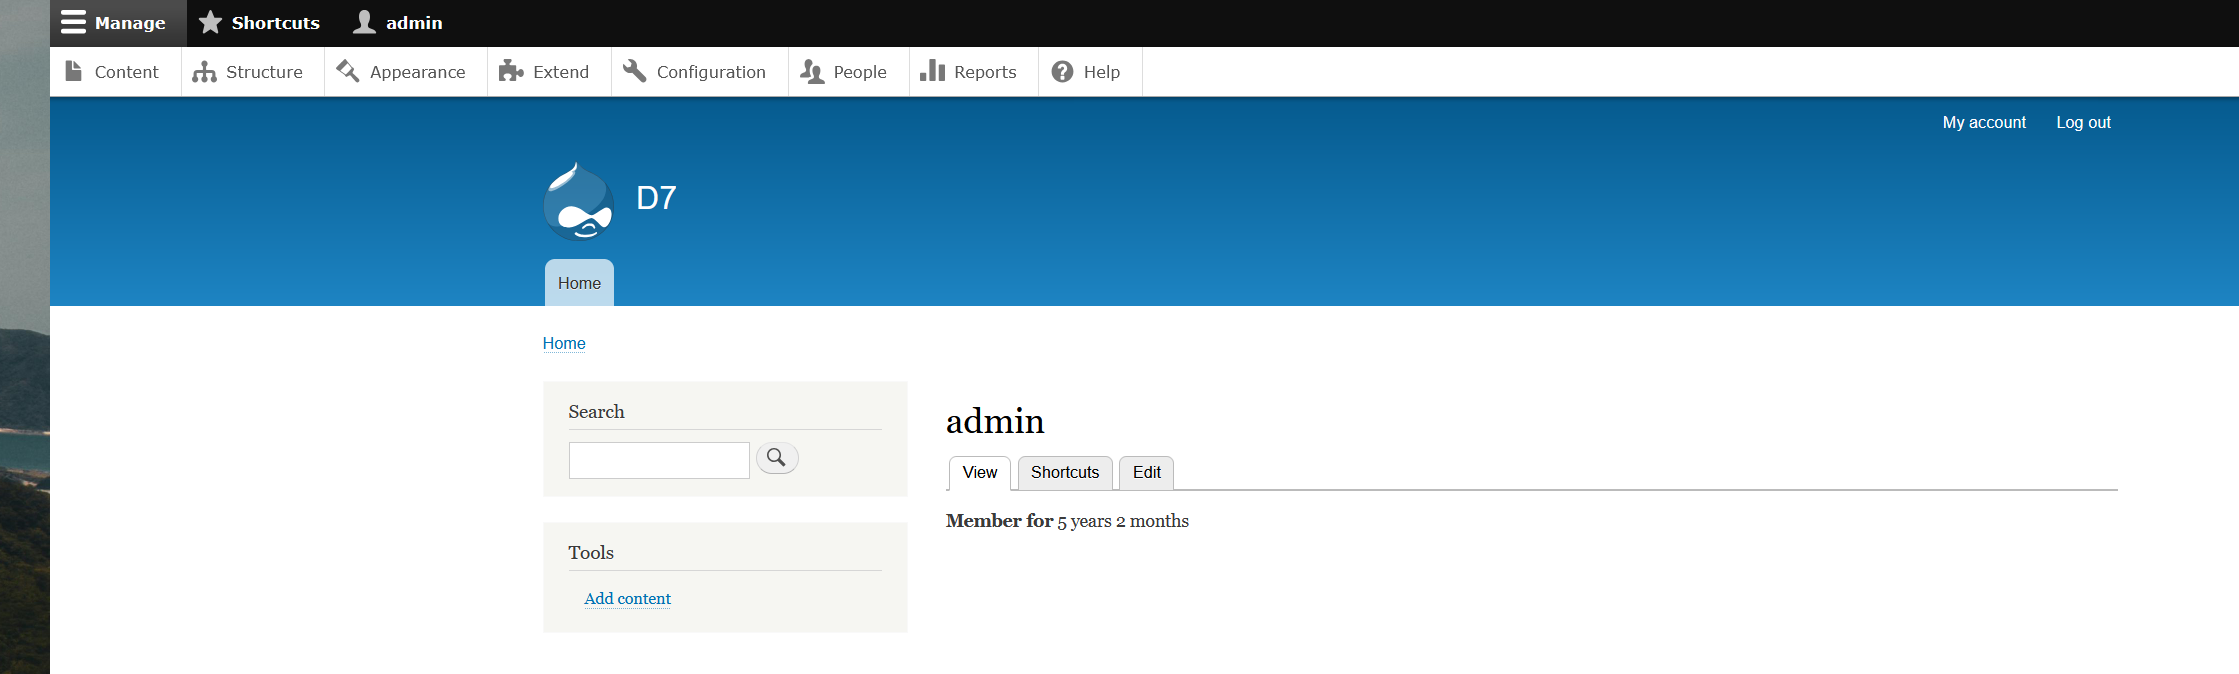 Manage Shortcuts admin
Content Structure Appearance Extend Configuration People Reports Help
My account Log out
D7
Home
Home
Search
admin
View Shortcuts Edit
Member for 5 years 2 months
Tools
Add content